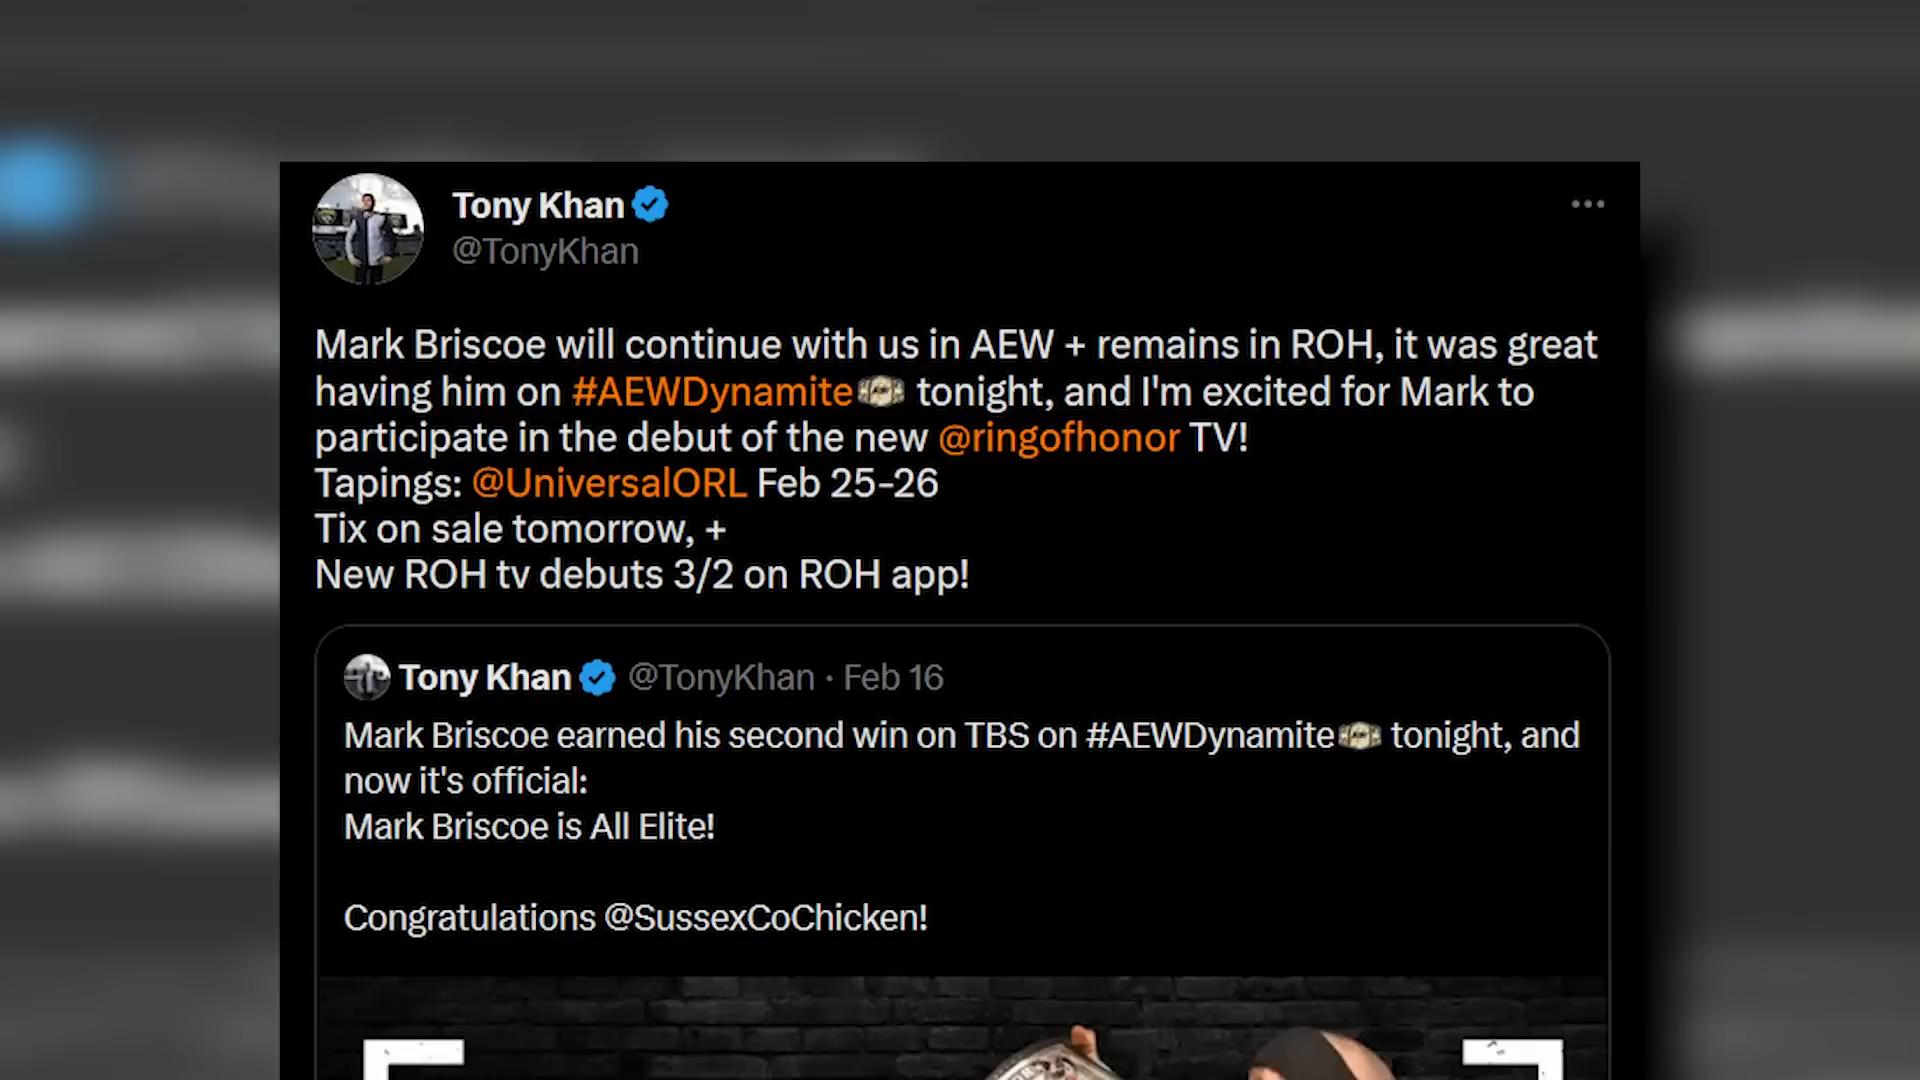 Tony Khan
@TonyKhan
Mark Briscoe will continue with us in AEW + remains in ROH, it was great
having him on #AEWDynamite tonight, and I'm excited for Mark to
participate in the debut of the new @ringofhonor TV!
Tapings: @UniversalORL Feb 25-26
Tix on sale tomorrow, +
New ROH tv debuts 3/2 on ROH app!
Tony Khan @TonyKhan · Feb 16
Mark Briscoe earned his second win on TBS on #AEWDynamite tonight, and
now it's official:
Mark Briscoe is All Elite!
Congratulations @SussexCoChicken!